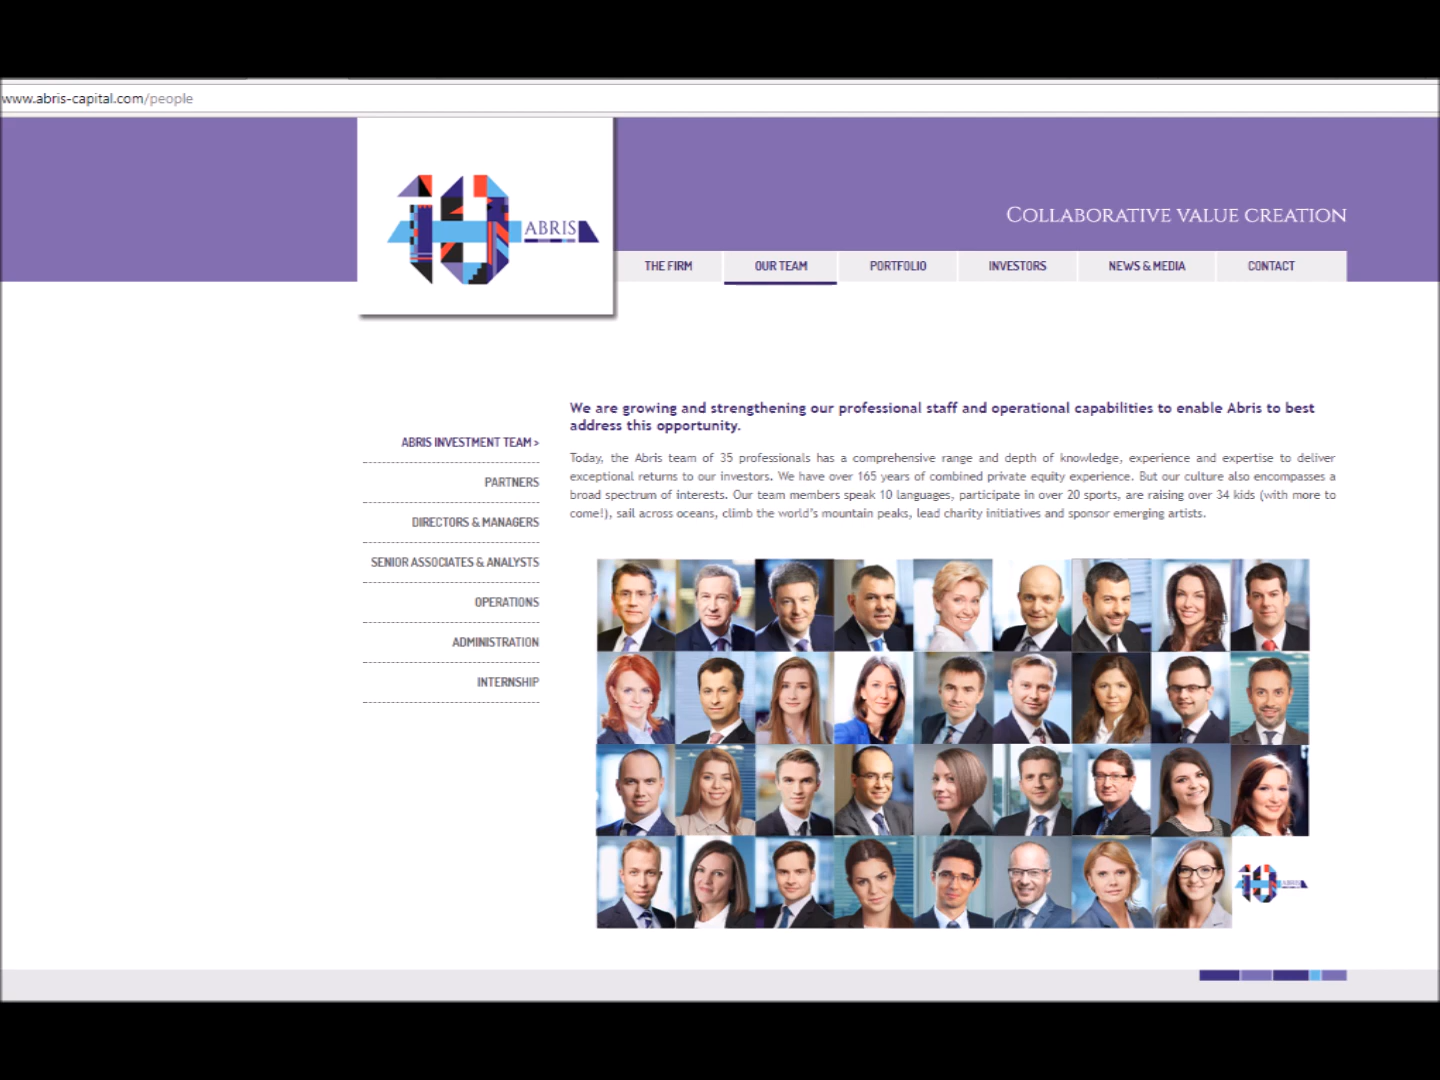 www.abris-capital.com/people
ABRIS
COLLABORATIVE VALUE CREATION
THE FIRM
OUR TEAM
PORTFOLIO
INVESTORS
NEWS & MEDIA
CONTACT
ABRIS INVESTMENT TEAM >
PARTNERS
DIRECTORS & MANAGERS
SENIOR ASSOCIATES & ANALYSTS
OPERATIONS
ADMINISTRATION
INTERNSHIP
We are growing and strengthening our professional staff and operational capabilities to enable Abris to best
address this opportunity.
Today, the Abris team of 35 professionals has a comprehensive range and depth of knowledge, experience and expertise to deliver
exceptional returns to our investors. We have over 165 years of combined private equity experience. But our culture also encompasses a
broad spectrum of interests. Our team members speak 10 languages, participate in over 20 sports, are raising over 34 kids (with more to
come!), sail across oceans, climb the world's mountain peaks, lead charity initiatives and sponsor emerging artists.
ABRIS